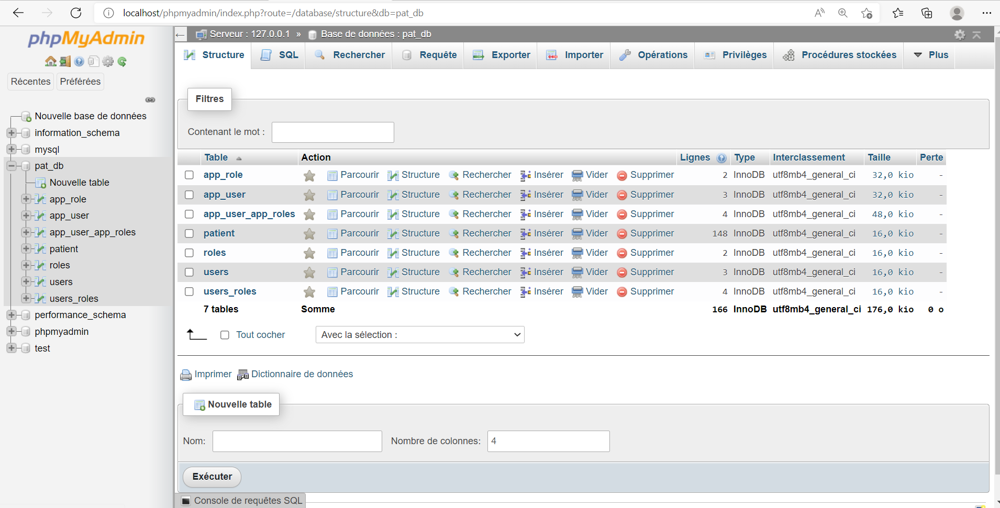 localhost/phpmyadmin/index.php?route=/database/structure&db=pat_db
phpMyAdmin
Récentes Préférées
Nouvelle base de données
information_schema
mysql
pat_db
Nouvelle table
app_role
app_user
app_user_app_roles
patient
roles
users
users_roles
performance_schema
phpmyadmin
test
Serveur : 127.0.0.1 » Base de données : pat_db
Structure SQL Rechercher Requête Exporter Importer Opérations Privilèges Procédures stockées Plus
Filtres
Contenant le mot :
Table Action Lignes Type Interclassement Taille Perte
app_role Parcourir Structure Rechercher Insérer Vider Supprimer 2 InnoDB utf8mb4_general_ci 32,0 kio -
app_user Parcourir Structure Rechercher Insérer Vider Supprimer 3 InnoDB utf8mb4_general_ci 32,0 kio -
app_user_app_roles Parcourir Structure Rechercher Insérer Vider Supprimer 4 InnoDB utf8mb4_general_ci 48,0 kio -
patient Parcourir Structure Rechercher Insérer Vider Supprimer 148 InnoDB utf8mb4_general_ci 16,0 kio -
roles Parcourir Structure Rechercher Insérer Vider Supprimer 2 InnoDB utf8mb4_general_ci 16,0 kio -
users Parcourir Structure Rechercher Insérer Vider Supprimer 3 InnoDB utf8mb4_general_ci 16,0 kio -
users_roles Parcourir Structure Rechercher Insérer Vider Supprimer 4 InnoDB utf8mb4_general_ci 16,0 kio -
7 tables Somme 166 InnoDB utf8mb4_general_ci 176,0 kio 0 o
Tout cocher Avec la sélection :
Imprimer Dictionnaire de données
Nouvelle table
Nom: Nombre de colonnes: 4
Exécuter
Console de requêtes SQL